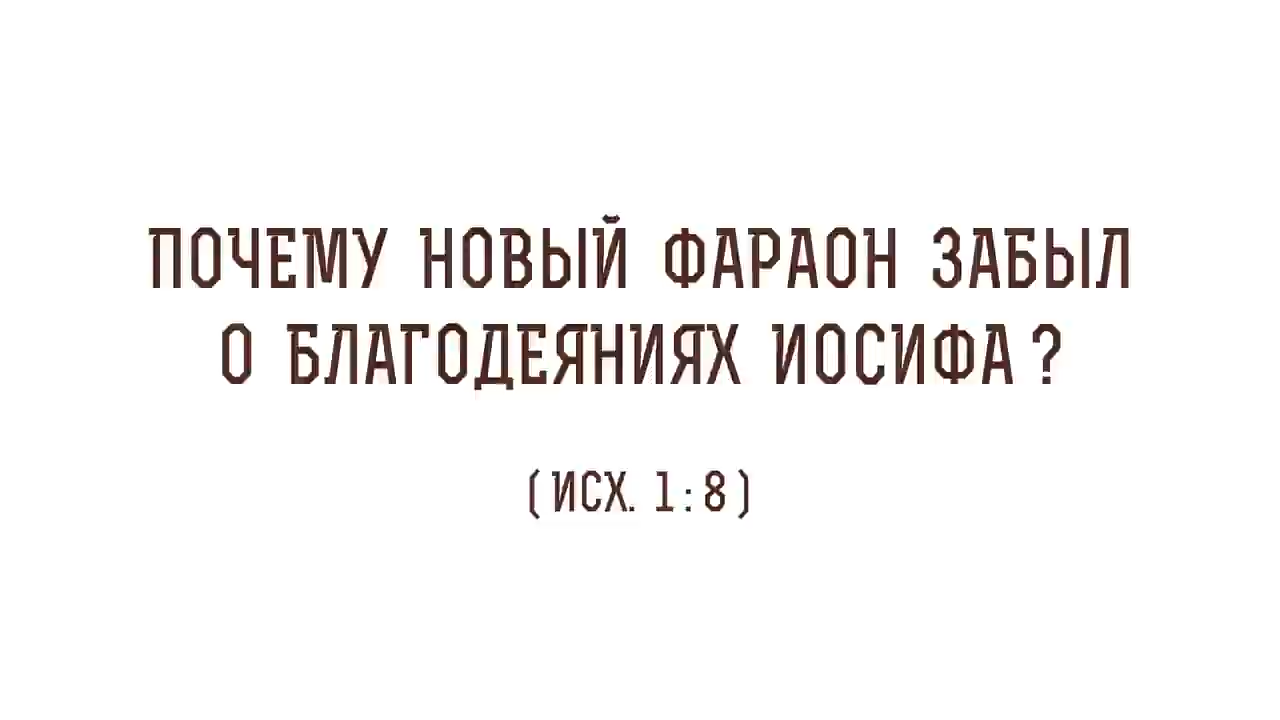 ПОЧЕМУ НОВЫЙ ФАРАОН ЗАБЫЛ
О БЛАГОДЕЯНИЯХ ИОСИФА?
(ИСХ. 1:8)